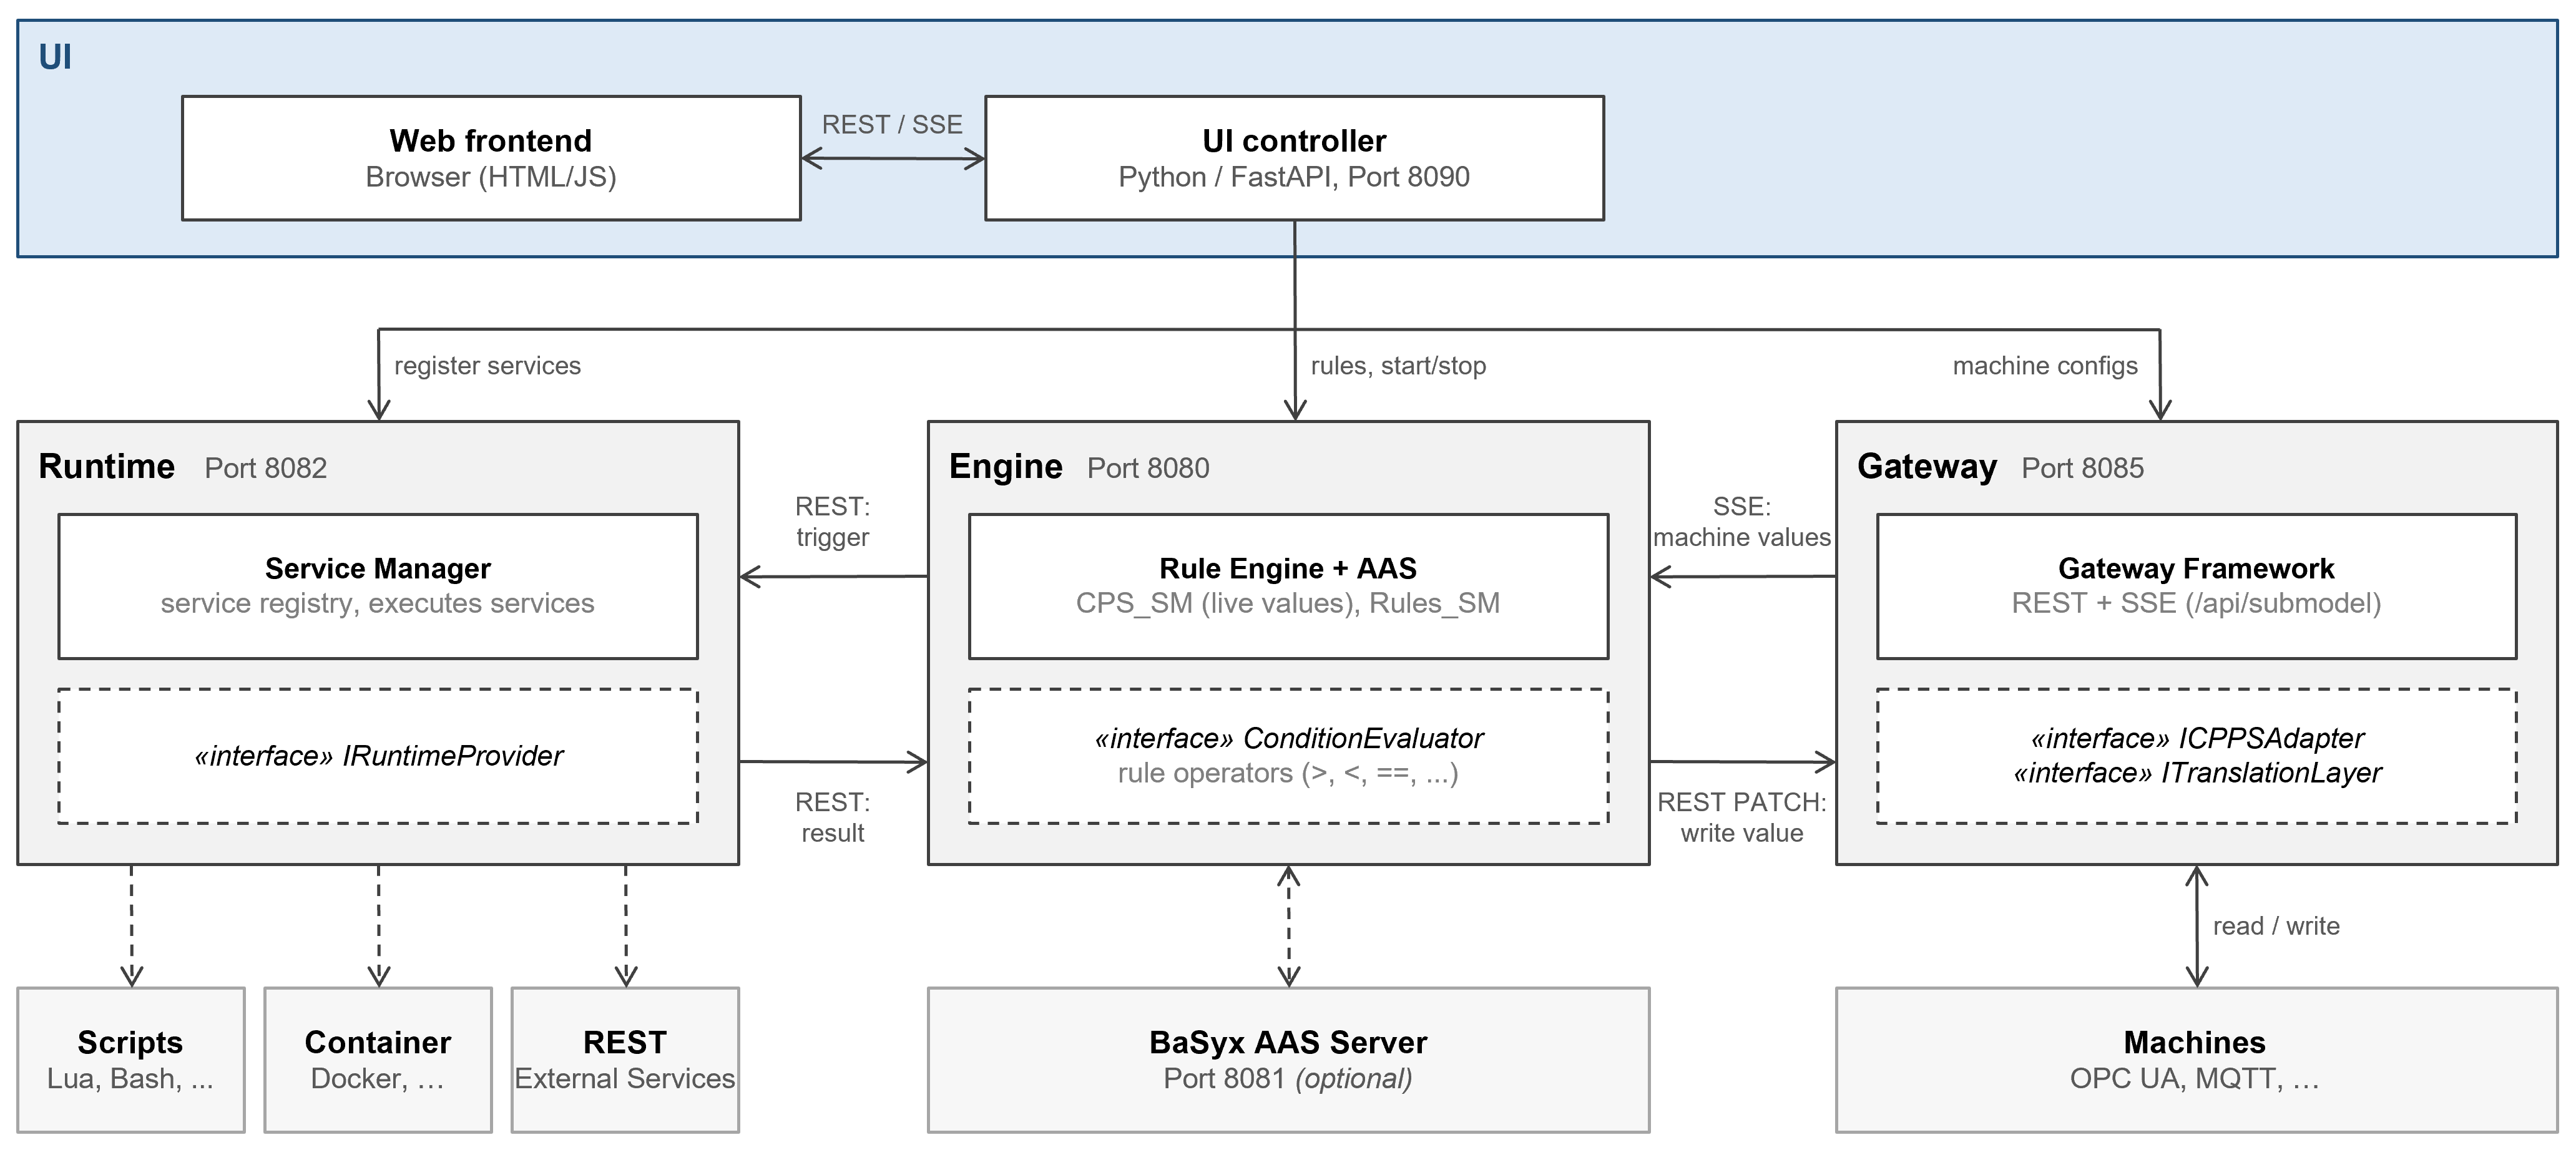 UI
Web frontend
Browser (HTML/JS)
REST / SSE
UI controller
Python / FastAPI, Port 8090
register services
rules, start/stop
machine configs
Runtime Port 8082
Service Manager
service registry, executes services
«interface» IRuntimeProvider
REST:
trigger
REST:
result
Engine Port 8080
Rule Engine + AAS
CPS_SM (live values), Rules_SM
«interface» ConditionEvaluator
rule operators (>, <, ==, ...)
SSE:
machine values
REST PATCH:
write value
Gateway Port 8085
Gateway Framework
REST + SSE (/api/submodel)
«interface» ICPPSAdapter
«interface» ITranslationLayer
read / write
Scripts
Lua, Bash, ...
Container
Docker, …
REST
External Services
BaSyx AAS Server
Port 8081 (optional)
Machines
OPC UA, MQTT, …